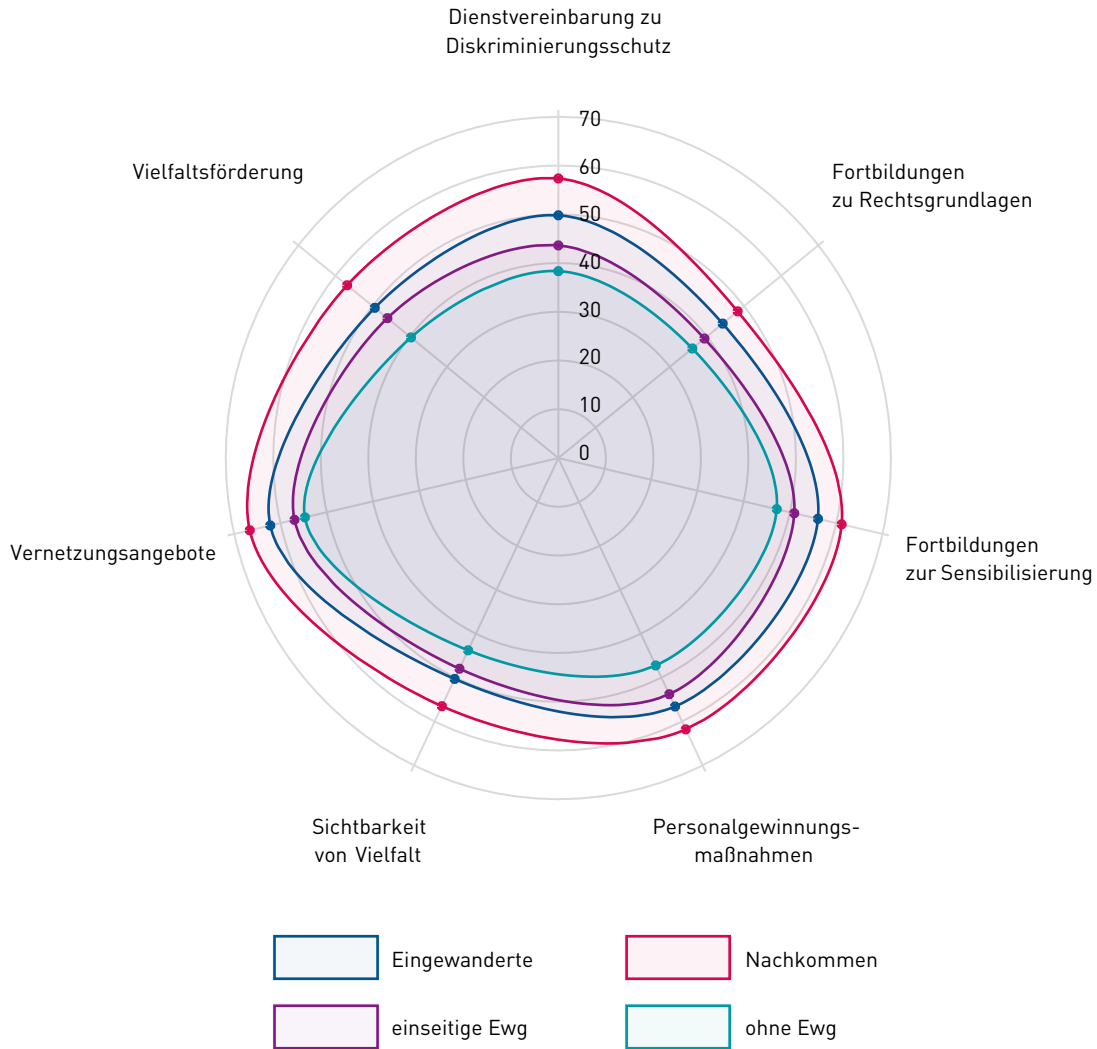 Dienstvereinbarung zu
Diskriminierungsschutz
Vielfaltsförderung
Fortbildungen
zu Rechtsgrundlagen
70
60
50
40
30
20
10
0
Vernetzungsangebote
Fortbildungen
zur Sensibilisierung
Sichtbarkeit
von Vielfalt
Personalgewinnungs-
maßnahmen
Eingewanderte
Nachkommen
einseitige Ewg
ohne Ewg